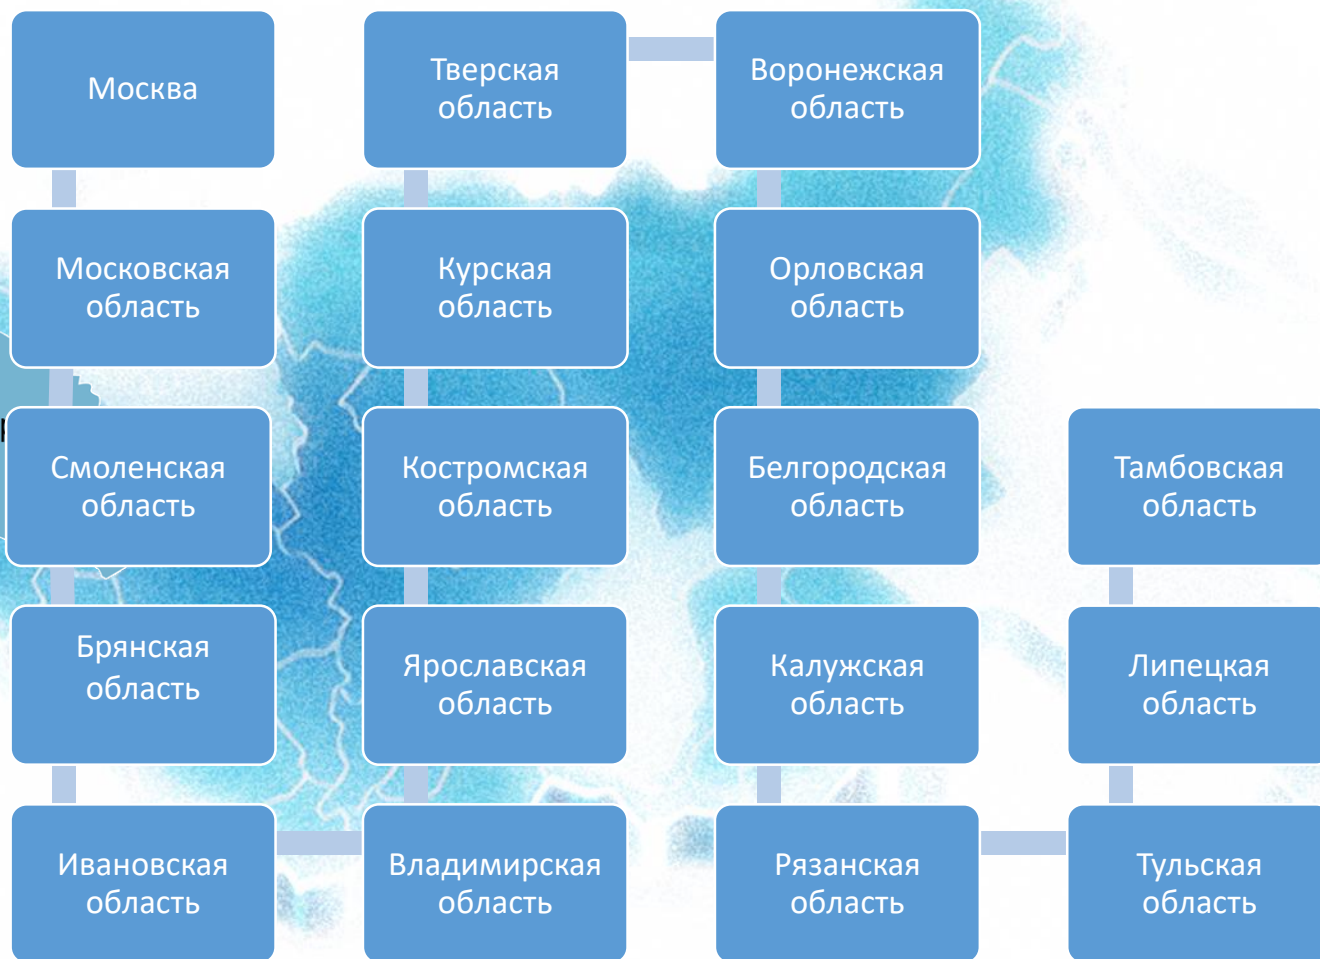 Москва
Московская
область
Смоленская
область
Брянская
область
Ивановская
область
Владимирская
область
Ярославская
область
Костромская
область
Курская
область
Тверская
область
Воронежская
область
Орловская
область
Белгородская
область
Калужская
область
Рязанская
область
Тульская
область
Липецкая
область
Тамбовская
область